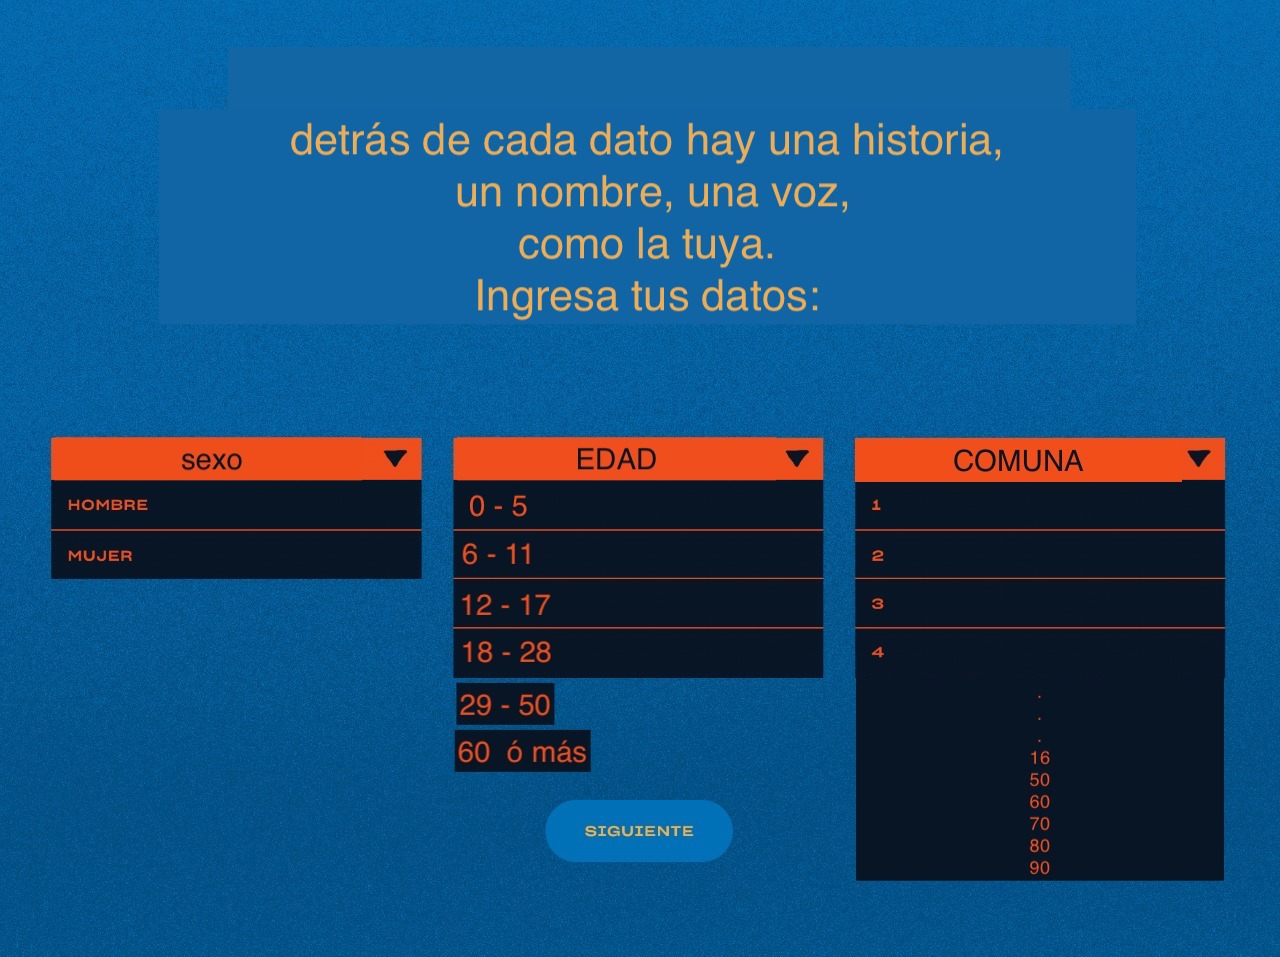 detrás de cada dato hay una historia,
un nombre, una voz,
como la tuya.
Ingresa tus datos:
sexo
HOMBRE
MUJER
EDAD
0 - 5
6 - 11
12 - 17
18 - 28
29 - 50
60 ó más
COMUNA
1
2
3
4
.
.
.
16
50
60
70
80
90
SIGUIENTE